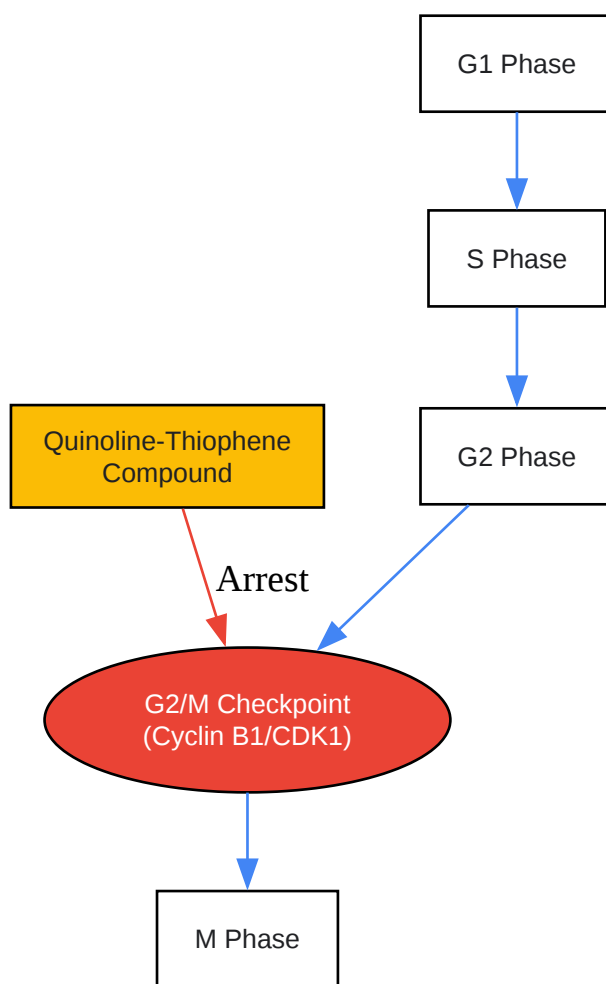 G1 Phase
S Phase
Quinoline-Thiophene
Compound
G2 Phase
Arrest
G2/M Checkpoint
(Cyclin B1/CDK1)
M Phase